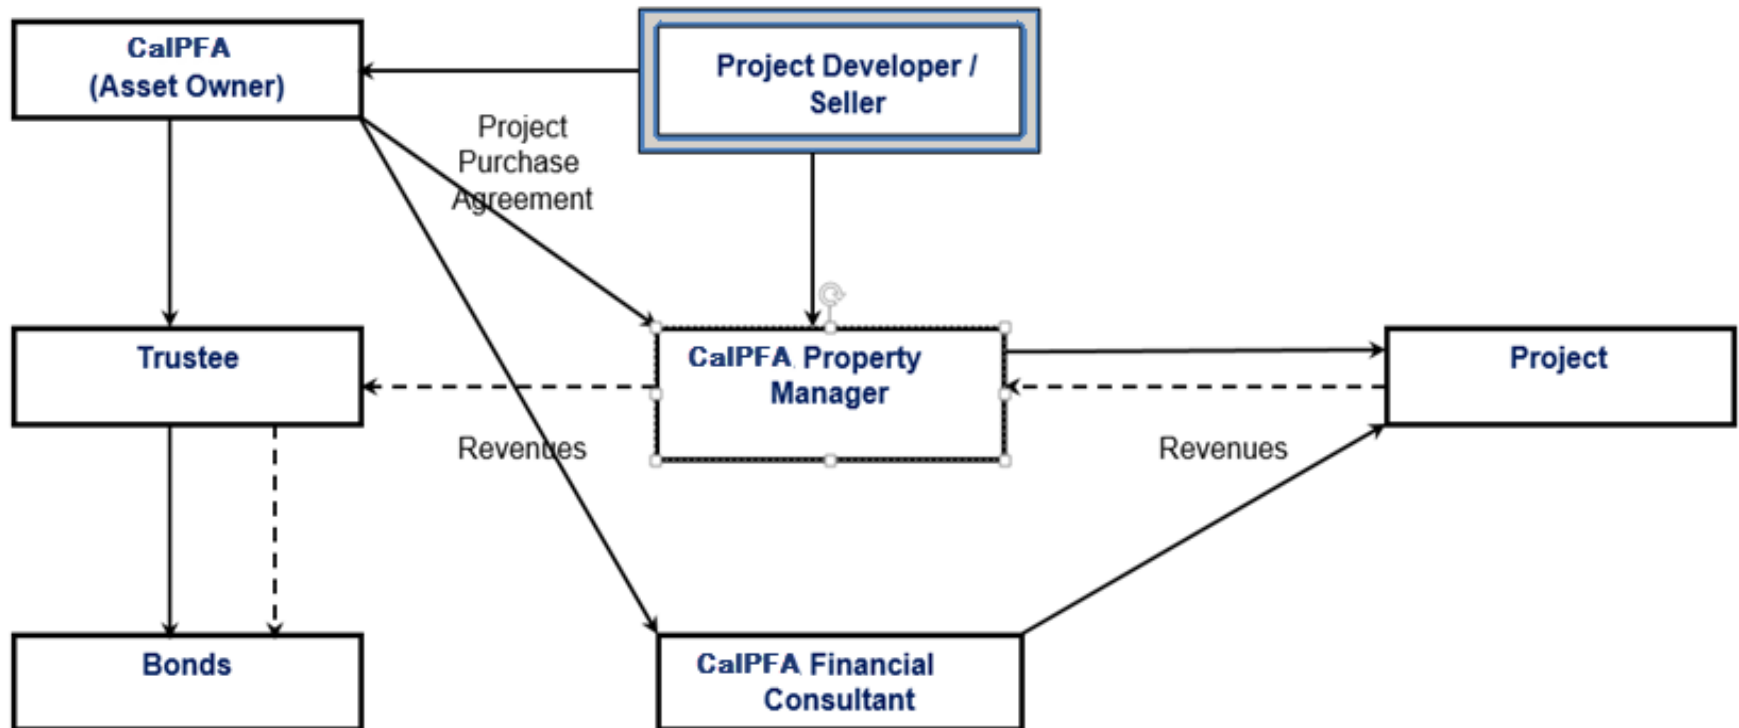 CalPFA
(Asset Owner)
Project Developer /
Seller
Project
Purchase
Agreement
Trustee
CalPFA Property
Manager
Project
Revenues
Revenues
Bonds
CalPFA Financial
Consultant